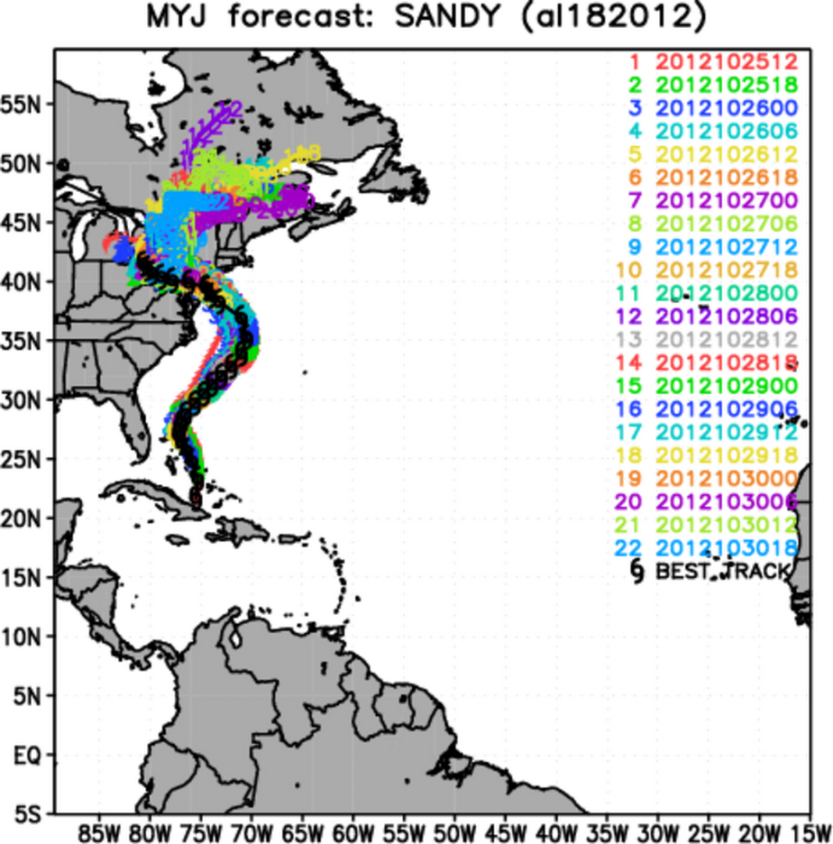 MYJ forecast: SANDY (al182012)
1 2012102512
2 2012102518
3 2012102600
4 2012102606
5 2012102612
6 2012102618
7 2012102700
8 2012102706
9 2012102712
10 2012102718
11 2012102800
12 2012102806
13 2012102812
14 2012102818
15 2012102900
16 2012102906
17 2012102912
18 2012102918
19 2012103000
20 2012103006
21 2012103012
22 2012103018
BEST TRACK
55N
50N
45N
40N
35N
30N
25N
20N
15N
10N
5N
EQ
5S
85W 80W 75W 70W 65W 60W 55W 50W 45W 40W 35W 30W 25W 20W 15W